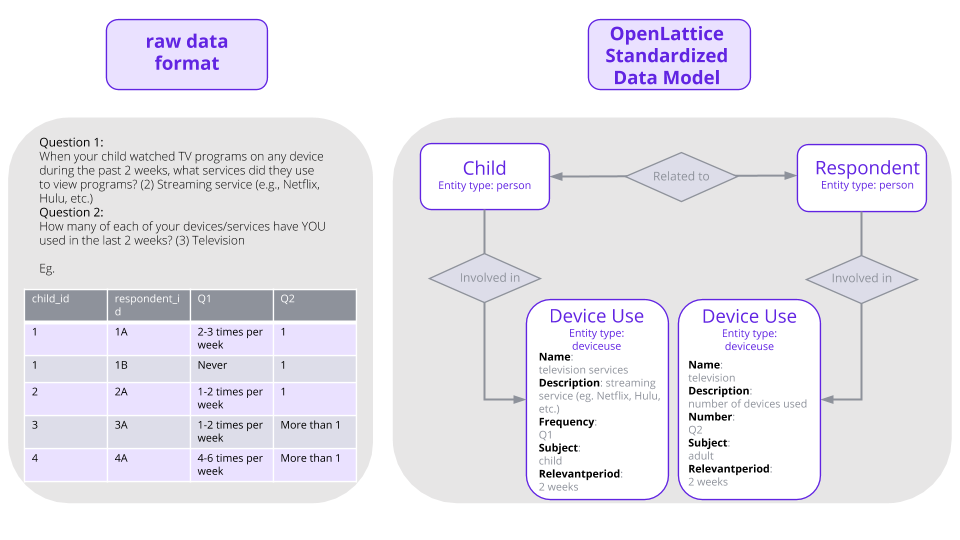 raw data
format
OpenLattice
Standardized
Data Model
Question 1:
When your child watched TV programs on any device
during the past 2 weeks, what services did they use
to view programs? (2) Streaming service (e.g., Netflix,
Hulu, etc.)
Question 2:
How many of each of your devices/services have YOU
used in the last 2 weeks? (3) Television
Eg.
child_id respondent_i Q1 Q2
d
1 1A 2-3 times per 1
week
1 1B Never 1
2 2A 1-2 times per 1
week
3 3A 1-2 times per More than 1
week
4 4A 4-6 times per More than 1
week
Child
Entity type: person
Related to
Respondent
Entity type: person
Involved in
Involved in
Device Use
Entity type:
deviceuse
Name:
television services
Description: streaming
service (eg. Netflix, Hulu,
etc.)
Frequency:
Q1
Subject:
child
Relevantperiod:
2 weeks
Device Use
Entity type:
deviceuse
Name:
television
Description:
number of devices used
Number:
Q2
Subject:
adult
Relevantperiod:
2 weeks